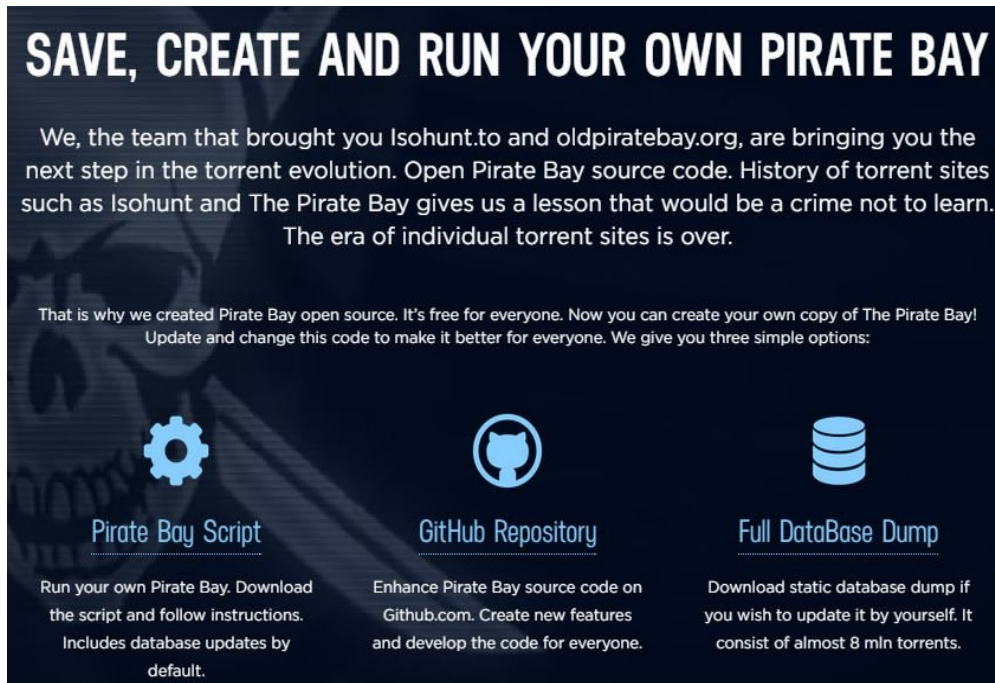 SAVE, CREATE AND RUN YOUR OWN PIRATE BAY
We, the team that brought you Isohunt.to and oldpiratebay.org, are bringing you the
next step in the torrent evolution. Open Pirate Bay source code. History of torrent sites
such as Isohunt and The Pirate Bay gives us a lesson that would be a crime not to learn.
The era of individual torrent sites is over.
That is why we created Pirate Bay open source. It's free for everyone. Now you can create your own copy of The Pirate Bay!
Update and change this code to make it better for everyone. We give you three simple options:
Pirate Bay Script
Run your own Pirate Bay. Download
the script and follow instructions.
Includes database updates by
default.
GitHub Repository
Enhance Pirate Bay source code on
Github.com. Create new features
and develop the code for everyone.
Full DataBase Dump
Download static database dump if
you wish to update it by yourself. It
consist of almost 8 mln torrents.